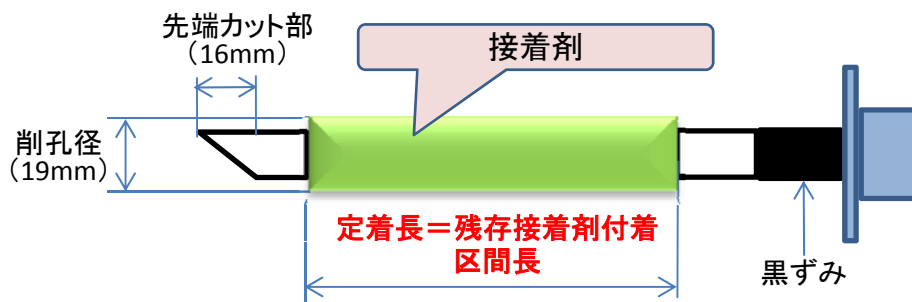 先端カット部
（16mm）
接着剤
削孔径
（19mm）
定着長＝残存接着剤付着
区間長
黒ずみ